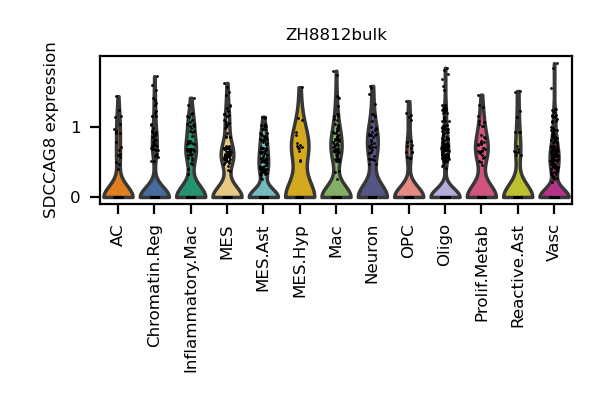 ZH8812bulk
SDCCAG8 expression
1
0
AC
Chromatin.Reg
Inflammatory.Mac
MES
MES.Ast
MES.Hyp
Mac
Neuron
OPC
Oligo
Prolif.Metab
Reactive.Ast
Vasc